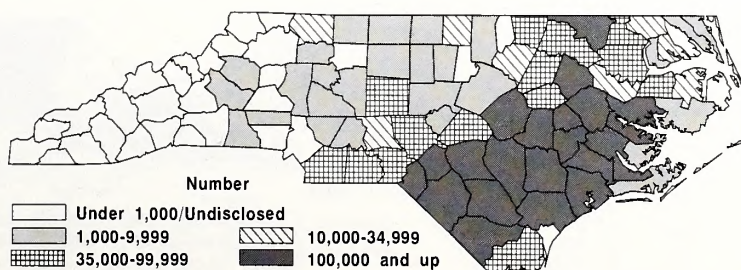 Number
Under 1,000/Undisclosed
1,000-9,999
10,000-34,999
35,000-99,999
100,000 and up